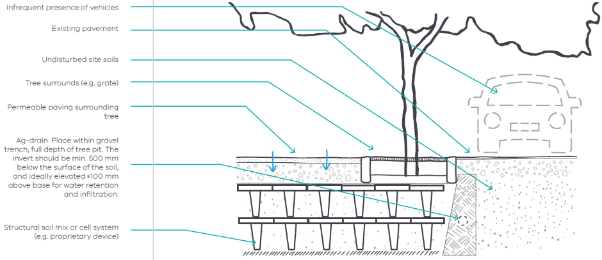 Infrequent presence of vehicles
Existing pavement
Undisturbed site soils
Tree surrounds (e.g. grate)
Permeable paving surrounding
tree
Ag-drain. Place within gravel
trench, full depth of tree pit. The
invert should be min. 500 mm
below the surface of the soil,
and ideally elevated ×100 mm
above base for water retention
and infiltration.
Structural soil mix or cell system
(e.g. proprietary device)